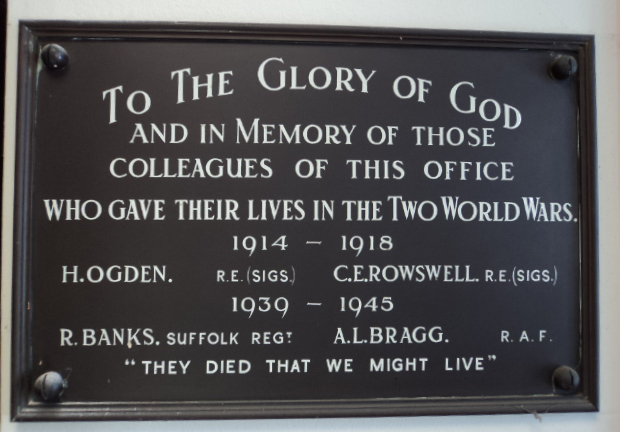 To The Glory of God
AND IN MEMORY OF THOSE
COLLEAGUES OF THIS OFFICE
WHO GAVE THEIR LIVES IN THE TWO WORLD WARS.
1914 – 1918
H.OGDEN. R.E.(SIGS.) C.E.ROWSWELL. R.E.(SIGS.)
1939 – 1945
R.BANKS. SUFFOLK REGT A.L.BRAGG. R.A.F.
"THEY DIED THAT WE MIGHT LIVE"